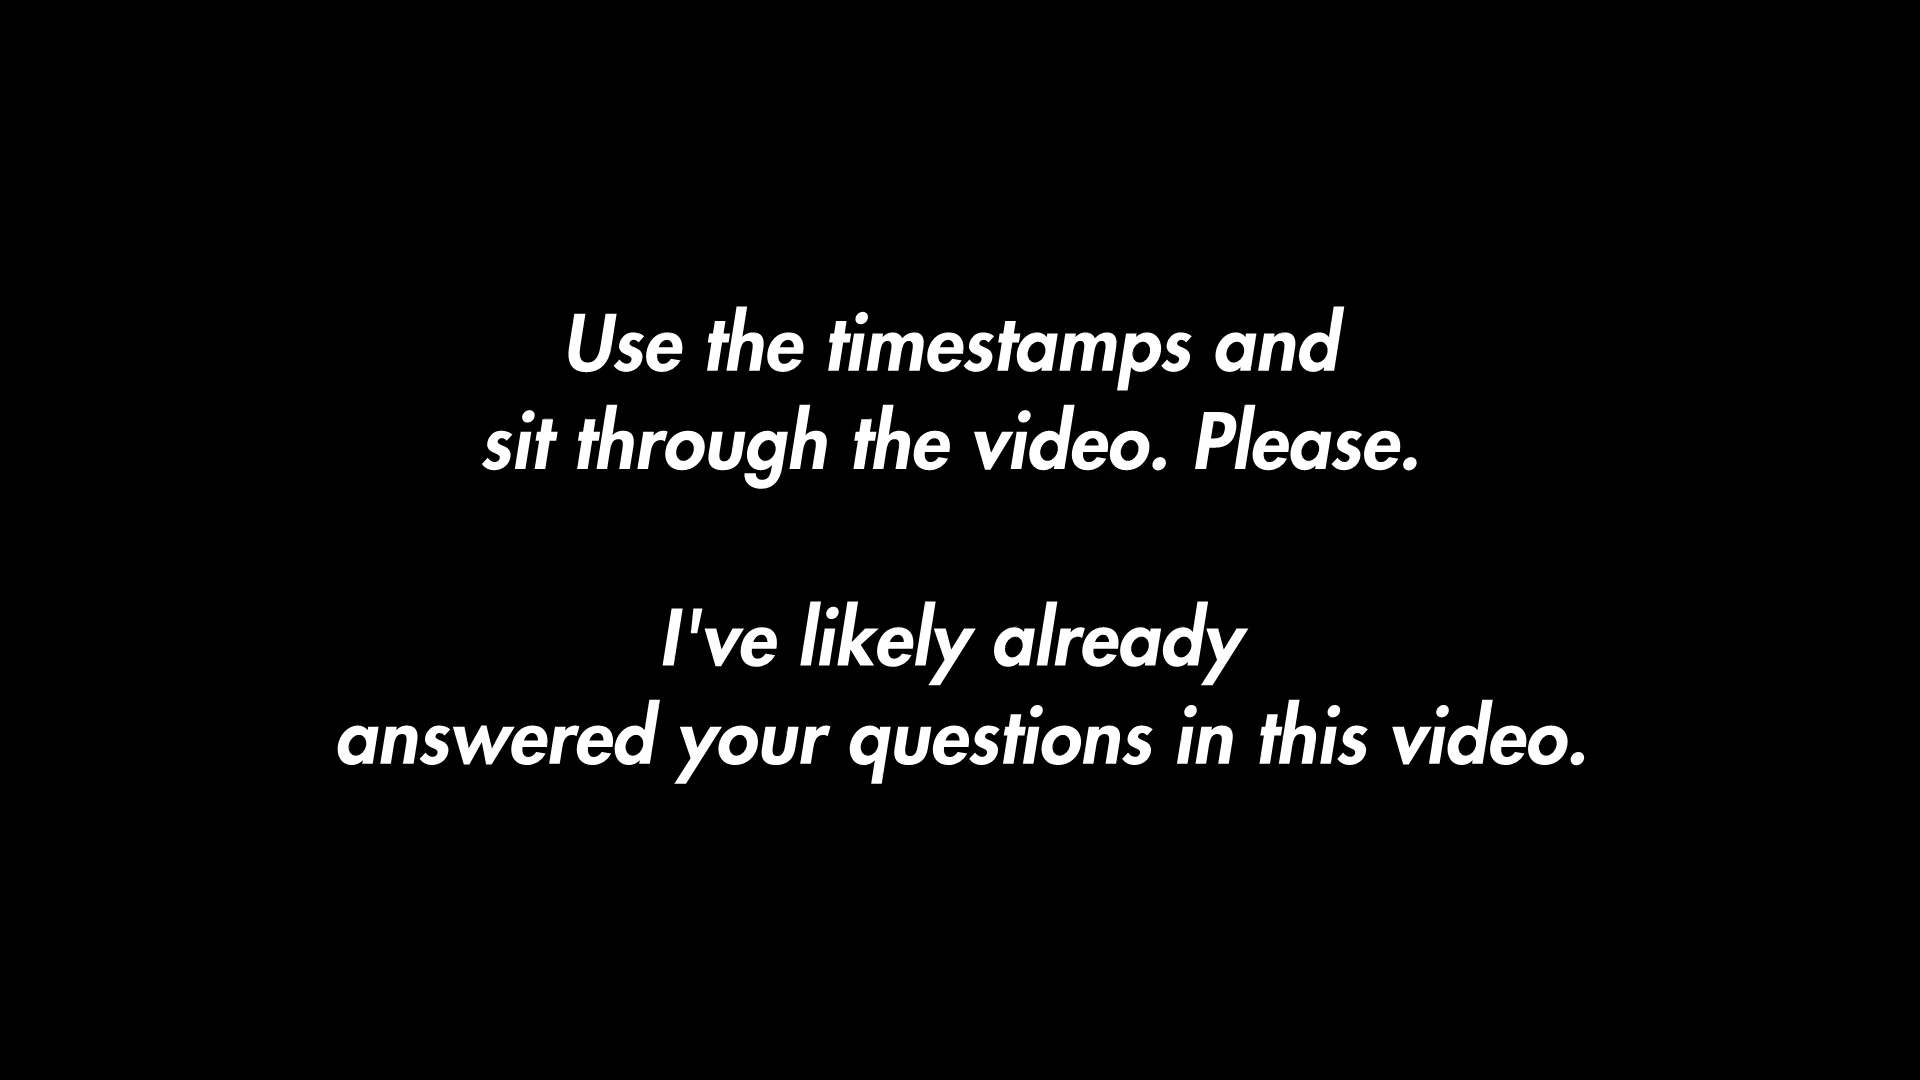 Use the timestamps and
sit through the video. Please.
I've likely already
answered your questions in this video.